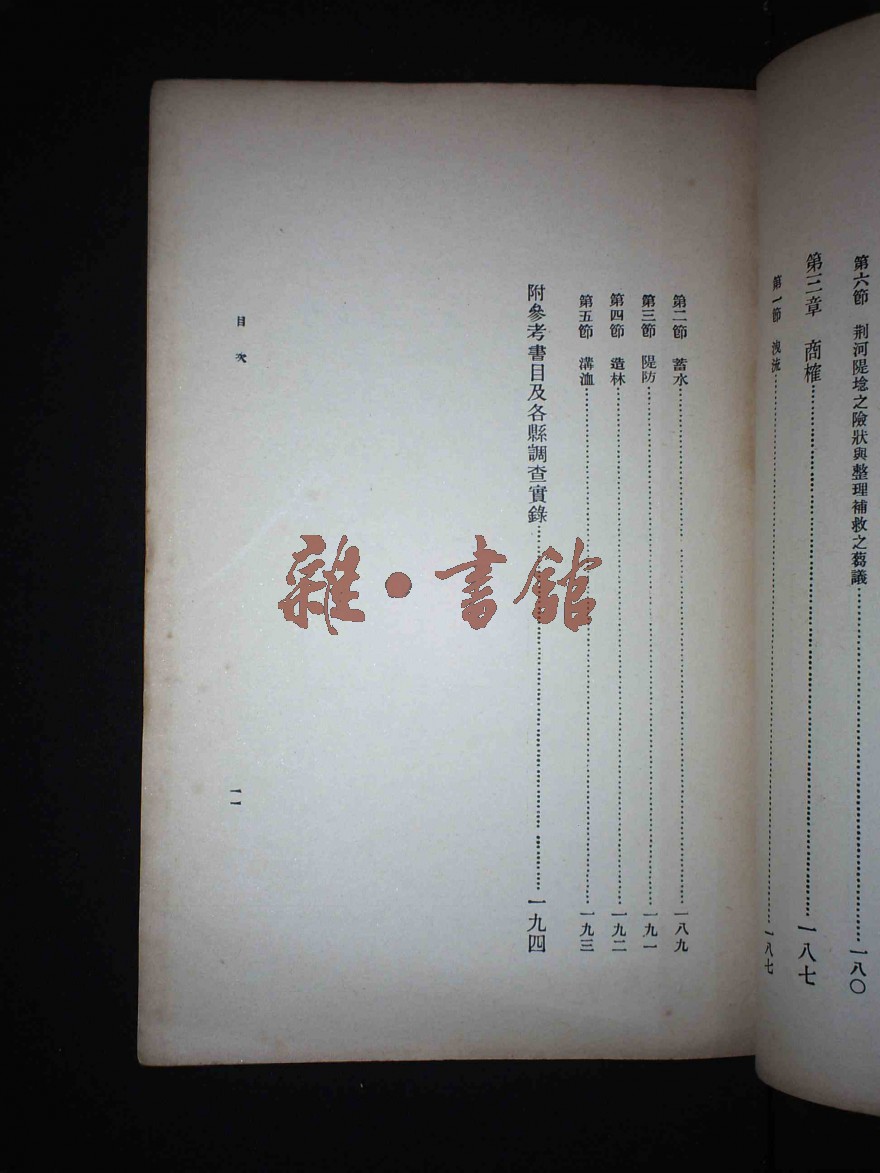 第六節　荆河隄垸之險狀與整理補救之芻議……一八〇
第三章　商榷……一八七
第一節　洩流……一八七
第二節　蓄水……一八九
第三節　隄防……一九一
第四節　造林……一九二
第五節　溝洫……一九三
附參考書目及各縣調查實錄……一九四
目次
一一
雜·書館